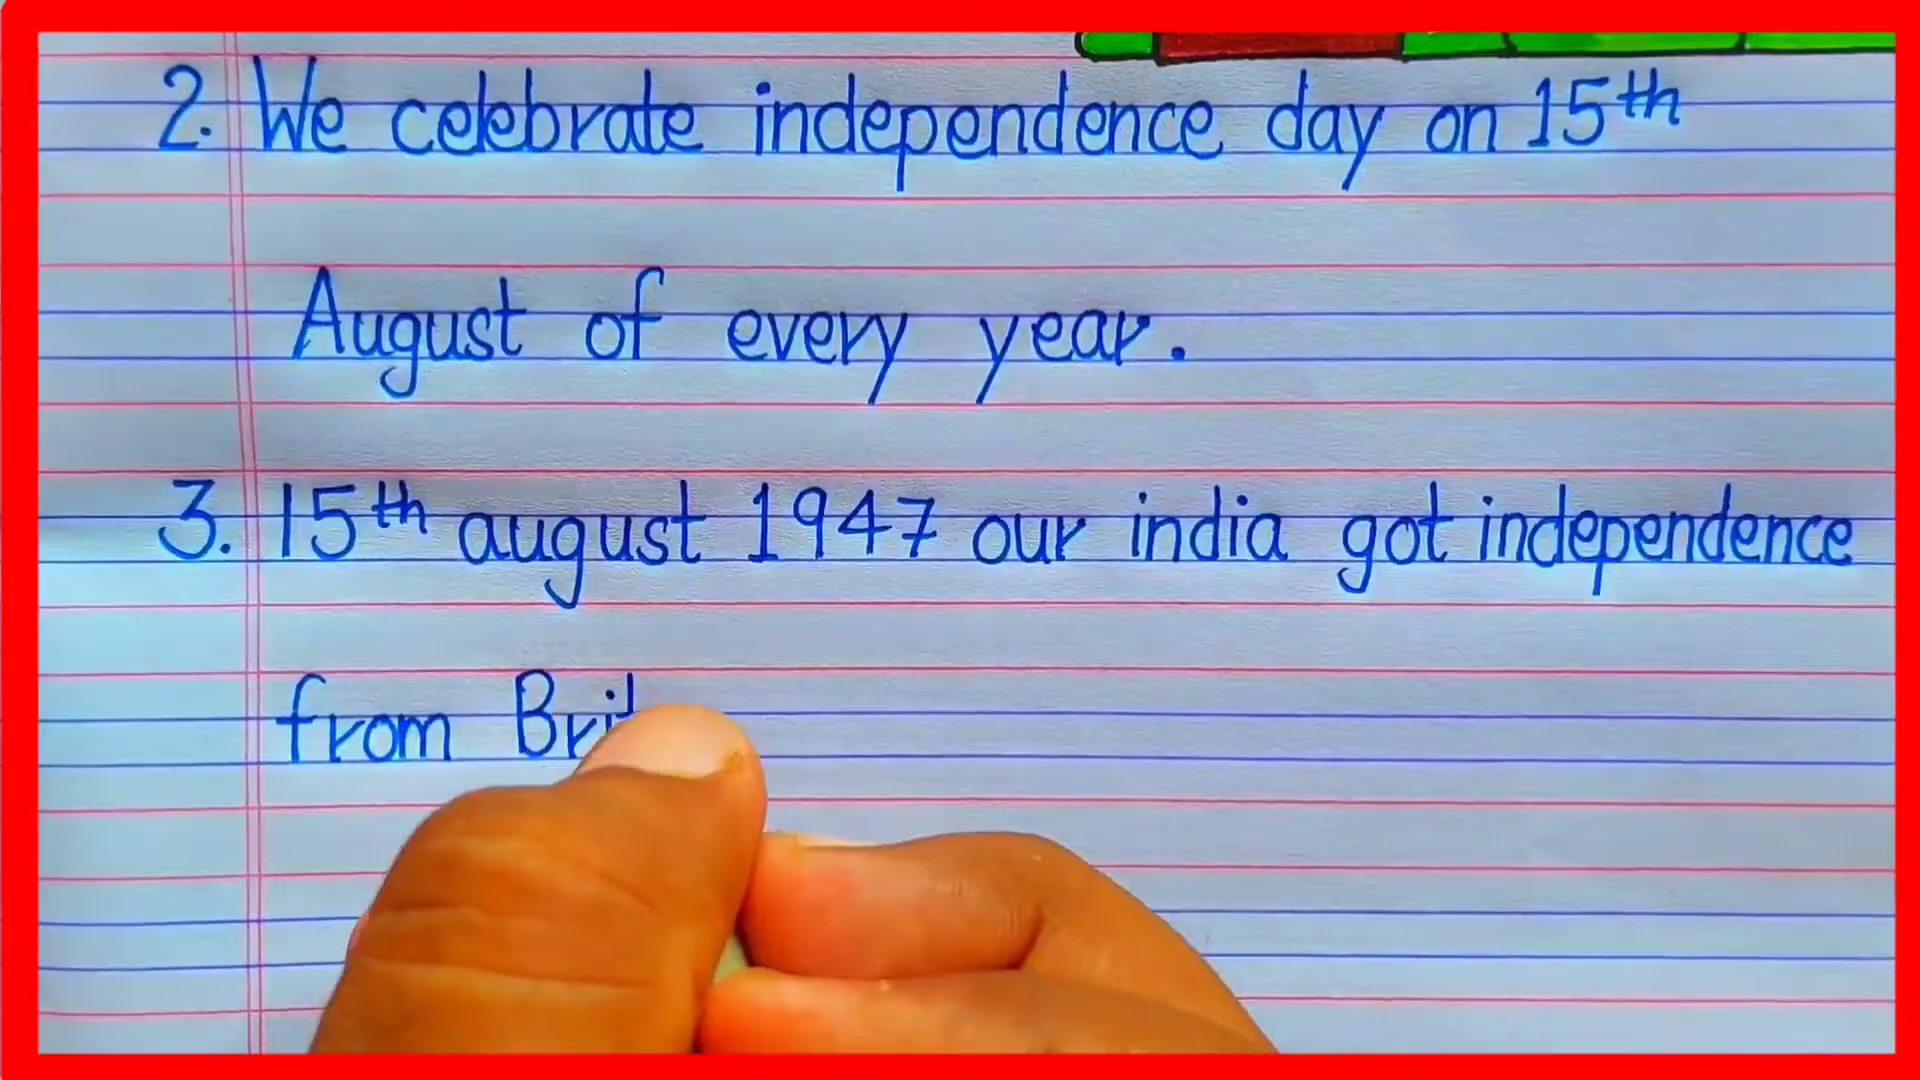 2. We celebrate independence day on 15th
August of every year.
3. 15th august 1947 our india got independence
from Brit